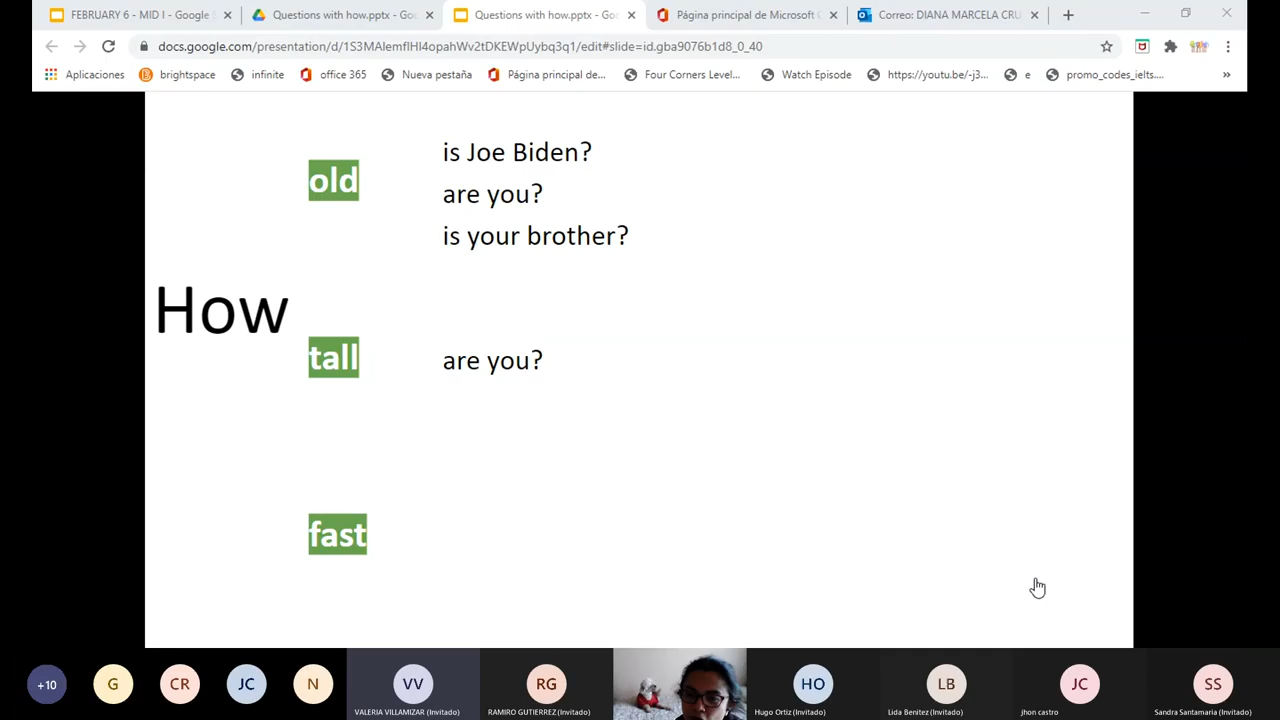 FEBRUARY 6 - MID I - Google S
Questions with how.pptx - Goo
Questions with how.pptx - Goo
Página principal de Microsoft O
Correo: DIANA MARCELA CRU
docs.google.com/presentation/d/1S3MAlemflHI4opahWv2tDKEWpUybq3q1/edit#slide=id.gba9076b1d8_0_40
Aplicaciones
brightspace
infinite
office 365
Nueva pestaña
Página principal de...
Four Corners Level...
Watch Episode
https://youtu.be/-j3...
e
promo_codes_ielts....
»
is Joe Biden?
old
are you?
is your brother?
How
tall
are you?
fast
+10
G
CR
JC
N
VV
RG
HO
LB
JC
SS
VALERIA VILLAMIZAR (Invitado)
RAMIRO GUTIERREZ (Invitado)
Hugo Ortiz (Invitado)
Lida Benitez (Invitado)
jhon castro
Sandra Santamaria (Invitado)